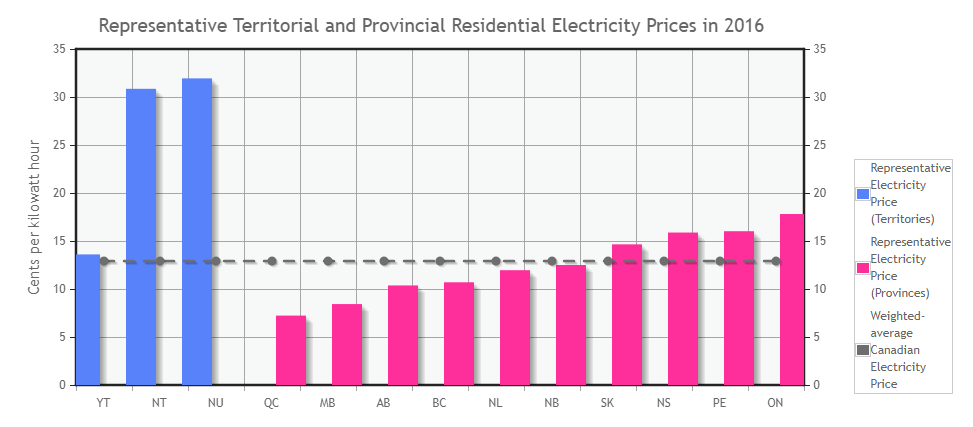 Representative Territorial and Provincial Residential Electricity Prices in 2016
Cents per kilowatt hour
35
30
25
20
15
10
5
0
35
30
25
20
15
10
5
0
YT NT NU QC MB AB BC NL NB SK NS PE ON
Representative
Electricity
Price
(Territories)
Representative
Electricity
Price
(Provinces)
Weighted-
average
Canadian
Electricity
Price